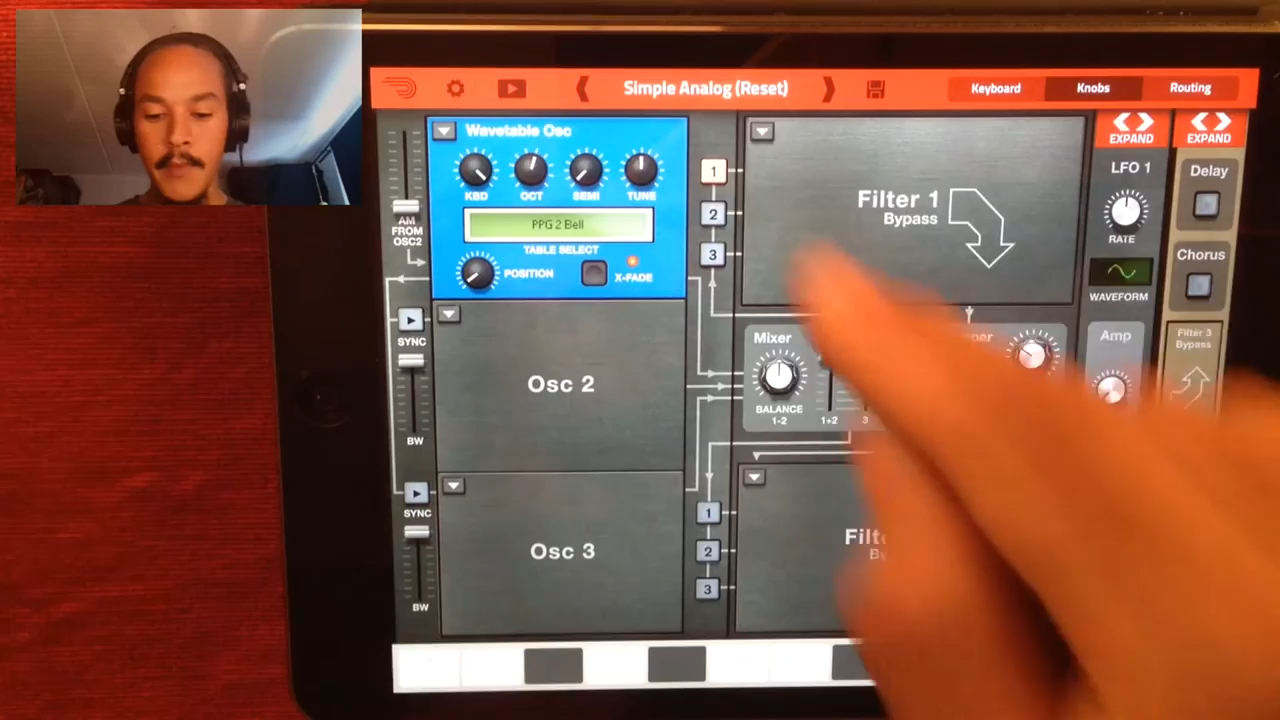 Simple Analog (Reset)
Keyboard
Knobs
Routing
Wavetable Osc
KBD
OCT
SEMI
TUNE
PPG 2 Bell
TABLE SELECT
POSITION
X-FADE
AM
FROM
OSC2
SYNC
BW
SYNC
BW
Osc 2
Osc 3
1
2
3
Filter 1
Bypass
Mixer
BALANCE
1-2
1+2
3
1
2
3
EXPAND
LFO 1
RATE
WAVEFORM
Amp
EXPAND
Delay
Chorus
Filter 3
Bypass